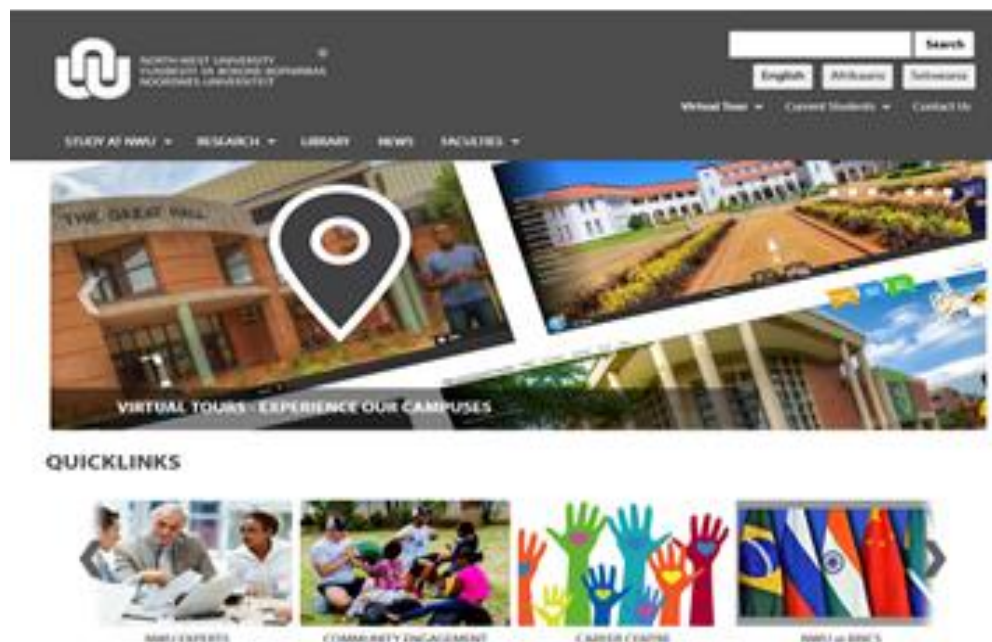 NORTH-WEST UNIVERSITY
YUNIBESITI YA BOKONE-BOPHIRIMA
NOORDWES-UNIVERSITEIT
®
Search
English Afrikaans Setswana
Virtual Tour Current Students Contact Us
STUDY AT NWU RESEARCH LIBRARY NEWS FACULTIES
THE GREAT HALL
VIRTUAL TOURS - EXPERIENCE OUR CAMPUSES
QUICKLINKS
NWU EXPERTS COMMUNITY ENGAGEMENT CAREER CENTRE NWU in BRICS